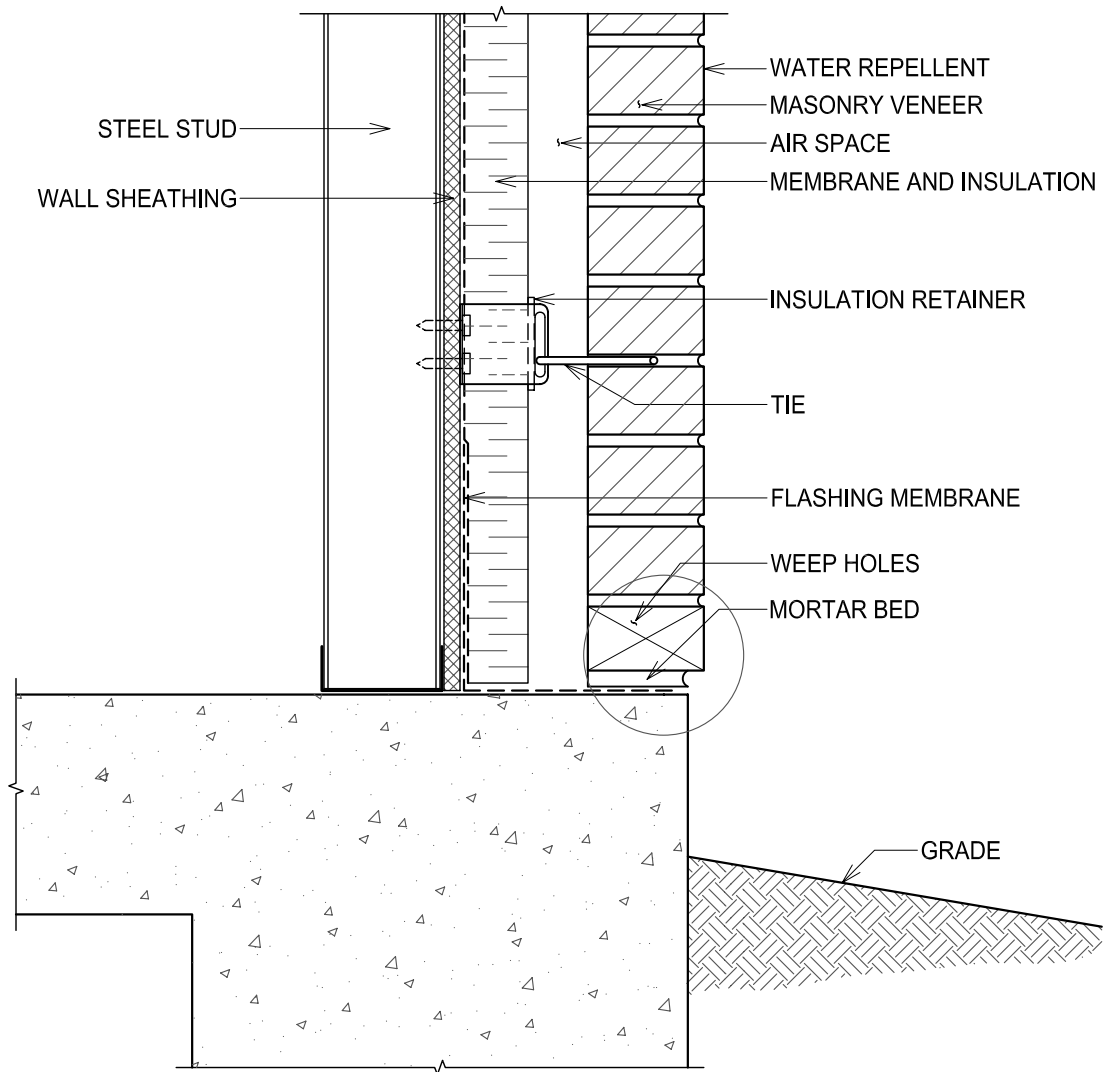 WATER REPELLENT
MASONRY VENEER
STEEL STUD
AIR SPACE
MEMBRANE AND INSULATION
WALL SHEATHING
INSULATION RETAINER
TIE
FLASHING MEMBRANE
WEEP HOLES
MORTAR BED
GRADE